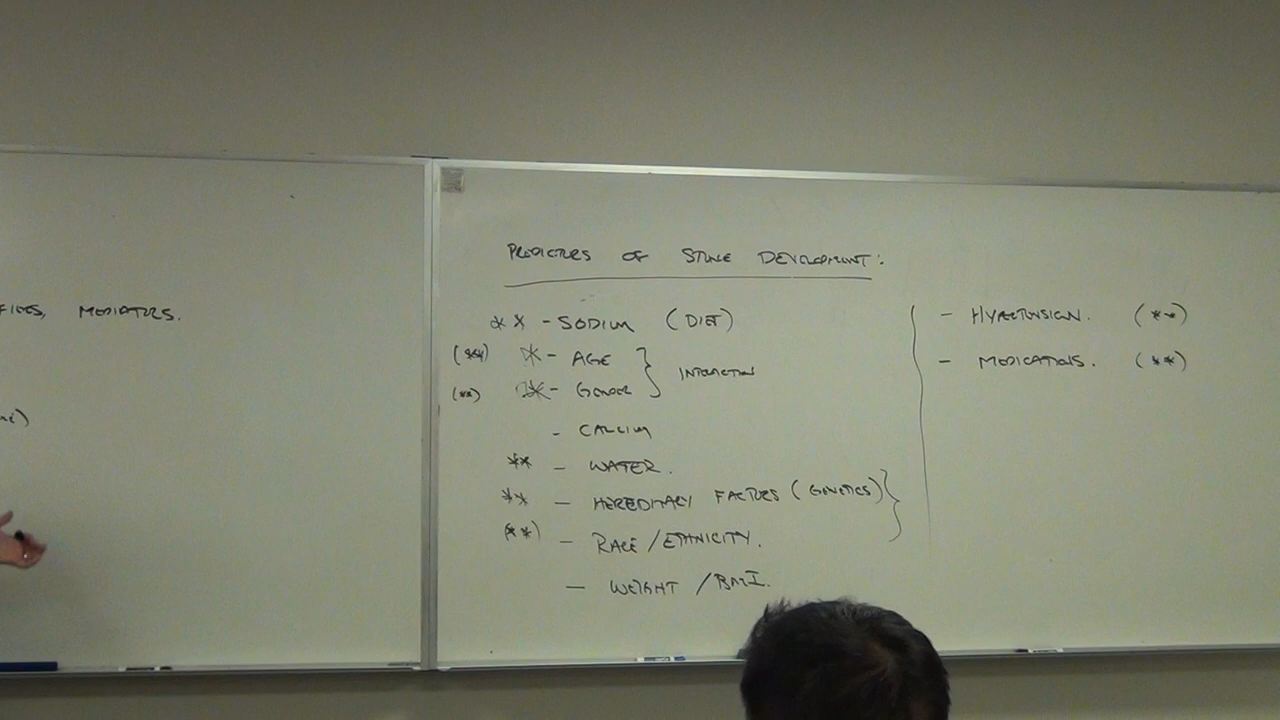 MEDIATORS.
PREDICTORS OF STONE DEVELOPMENT:
** - SODIUM (DIET)
(**) * - AGE } INTERACTION
(**) * - GENDER
- CALCIUM
** - WATER.
** - HEREDITARY FACTORS (GENETICS) }
(**) - RACE / ETHNICITY.
- WEIGHT / BMI.
- HYPERTENSION. (**)
- MEDICATIONS. (**)